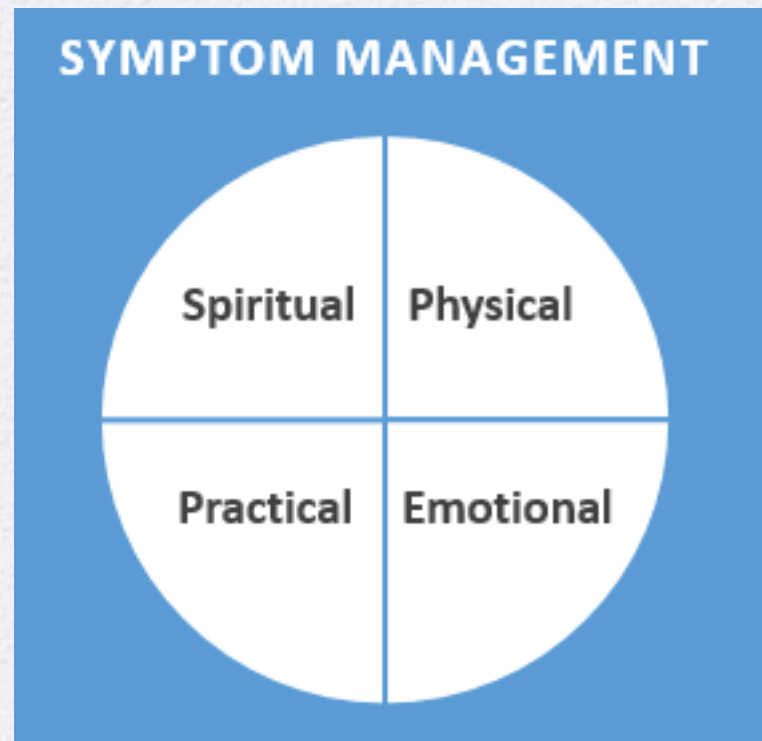 SYMPTOM MANAGEMENT
Spiritual
Physical
Practical
Emotional